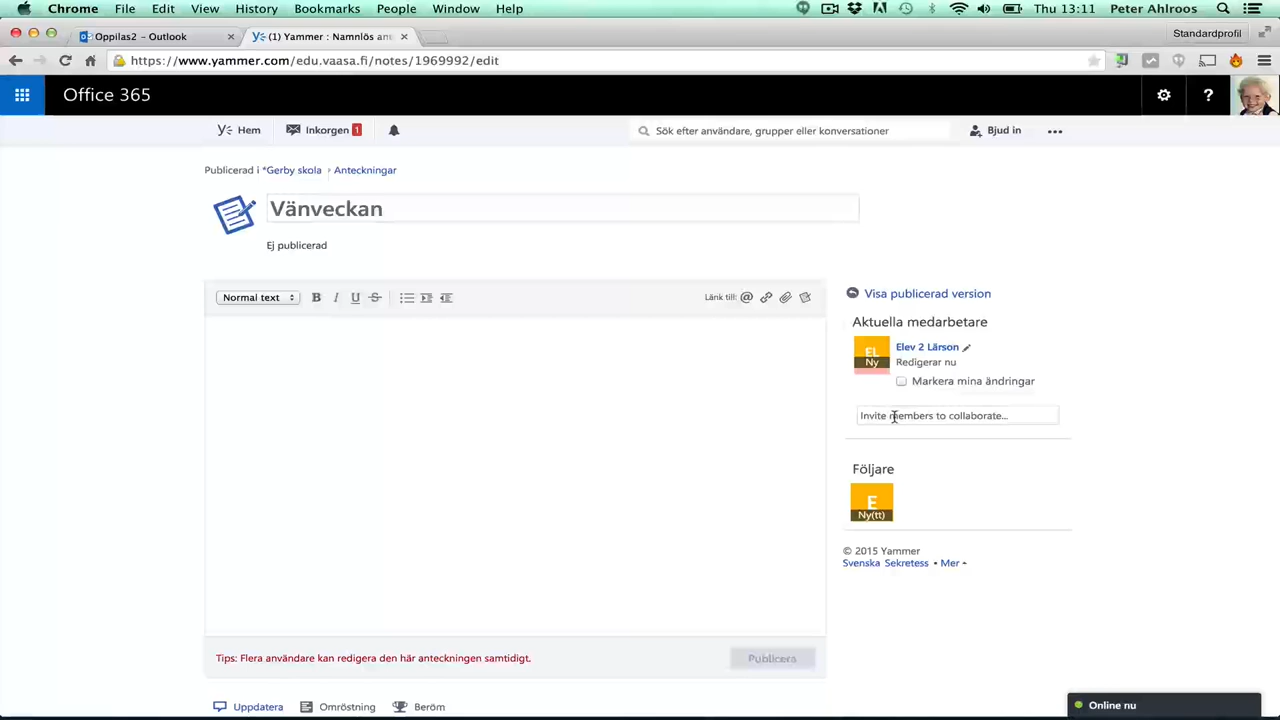 Chrome File Edit View History Bookmarks People Window Help Thu 13:11 Peter Ahlroos
Oppilas2 – Outlook
(1) Yammer : Namnlös an
Standardprofil
https://www.yammer.com/edu.vaasa.fi/notes/1969992/edit
Office 365
?
Hem
Inkorgen 1
Sök efter användare, grupper eller konversationer
Bjud in
Publicerad i *Gerby skola › Anteckningar
Vänveckan
Ej publicerad
Normal text B I U S
Länk till: @
Visa publicerad version
Aktuella medarbetare
EL
Ny
Elev 2 Lärson
Redigerar nu
Markera mina ändringar
Invite members to collaborate...
Följare
E
Ny(tt)
© 2015 Yammer
Svenska Sekretess • Mer
Tips: Flera användare kan redigera den här anteckningen samtidigt.
Publicera
Uppdatera
Omröstning
Beröm
Online nu